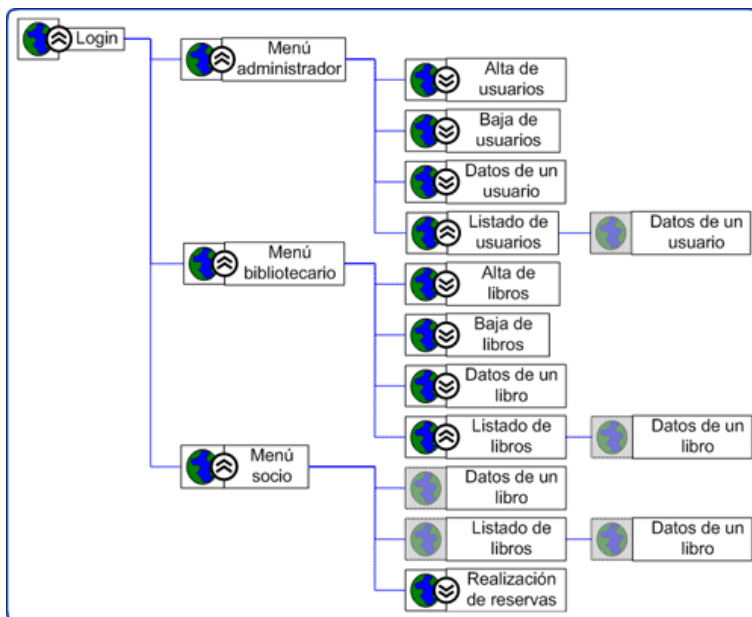 Login
Menú
administrador
Alta de
usuarios
Baja de
usuarios
Datos de un
usuario
Listado de
usuarios
Datos de un
usuario
Menú
bibliotecario
Alta de
libros
Baja de
libros
Datos de un
libro
Listado de
libros
Datos de un
libro
Menú
socio
Datos de un
libro
Listado de
libros
Datos de un
libro
Realización
de reservas